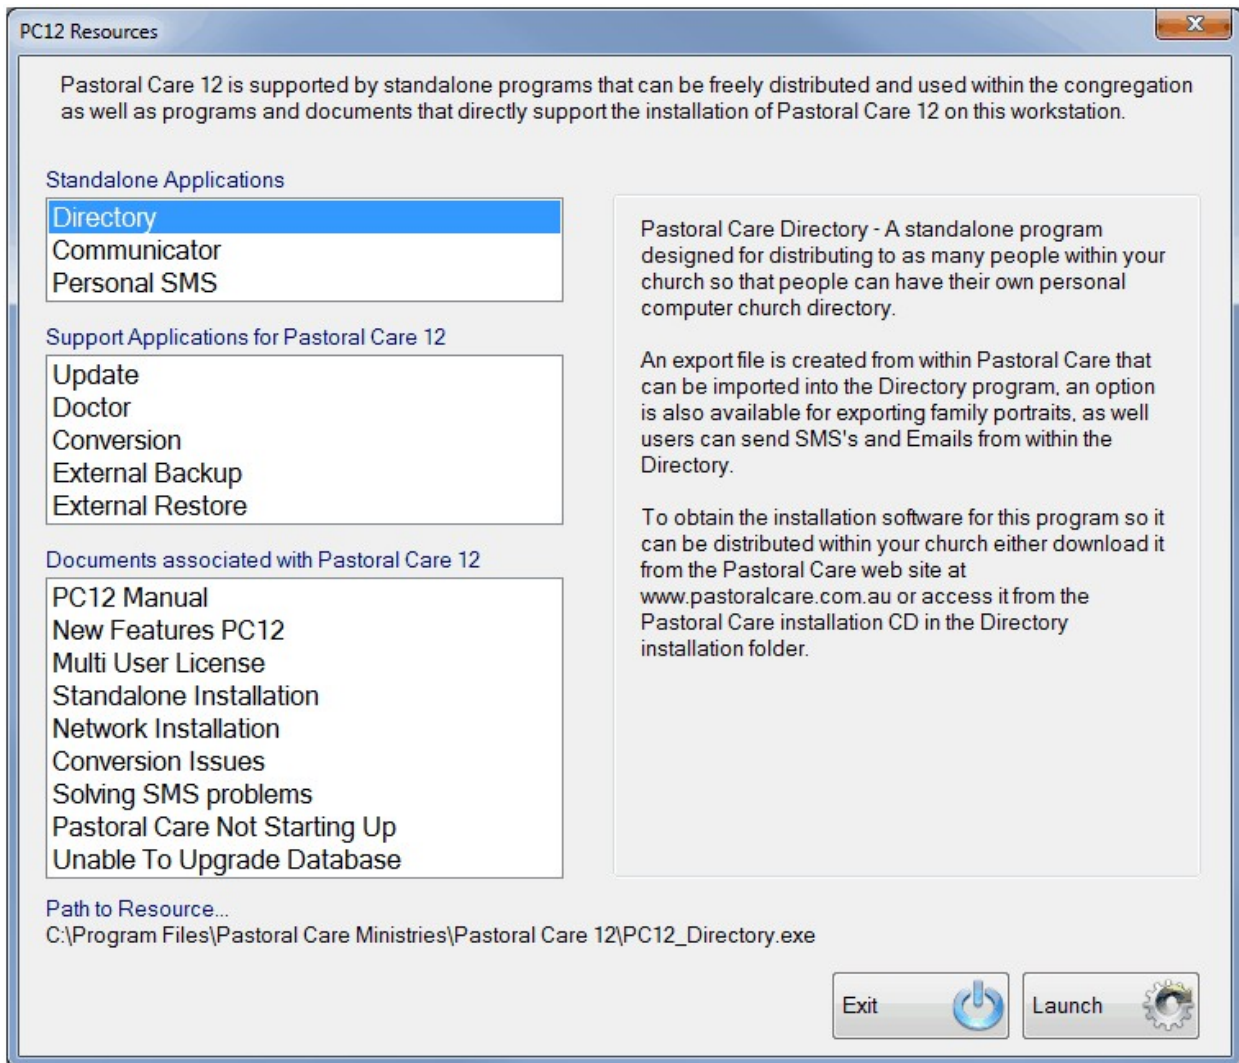 PC12 Resources
Pastoral Care 12 is supported by standalone programs that can be freely distributed and used within the congregation
as well as programs and documents that directly support the installation of Pastoral Care 12 on this workstation.
Standalone Applications
Directory
Communicator
Personal SMS
Support Applications for Pastoral Care 12
Update
Doctor
Conversion
External Backup
External Restore
Documents associated with Pastoral Care 12
PC12 Manual
New Features PC12
Multi User License
Standalone Installation
Network Installation
Conversion Issues
Solving SMS problems
Pastoral Care Not Starting Up
Unable To Upgrade Database
Pastoral Care Directory - A standalone program
designed for distributing to as many people within your
church so that people can have their own personal
computer church directory.
An export file is created from within Pastoral Care that
can be imported into the Directory program, an option
is also available for exporting family portraits, as well
users can send SMS's and Emails from within the
Directory.
To obtain the installation software for this program so it
can be distributed within your church either download it
from the Pastoral Care web site at
www.pastoralcare.com.au or access it from the
Pastoral Care installation CD in the Directory
installation folder.
Path to Resource...
C:\Program Files\Pastoral Care Ministries\Pastoral Care 12\PC12_Directory.exe
Exit
Launch